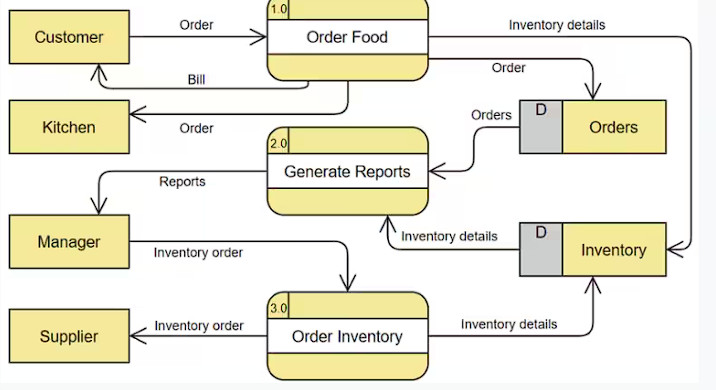 1.0
Inventory details
Order
Customer
Order Food
Order
Bill
D
Orders
Kitchen
Orders
Order
2.0
Generate Reports
Reports
D
Inventory details
Manager
Inventory
Inventory order
3.0
Inventory order
Inventory details
Supplier
Order Inventory